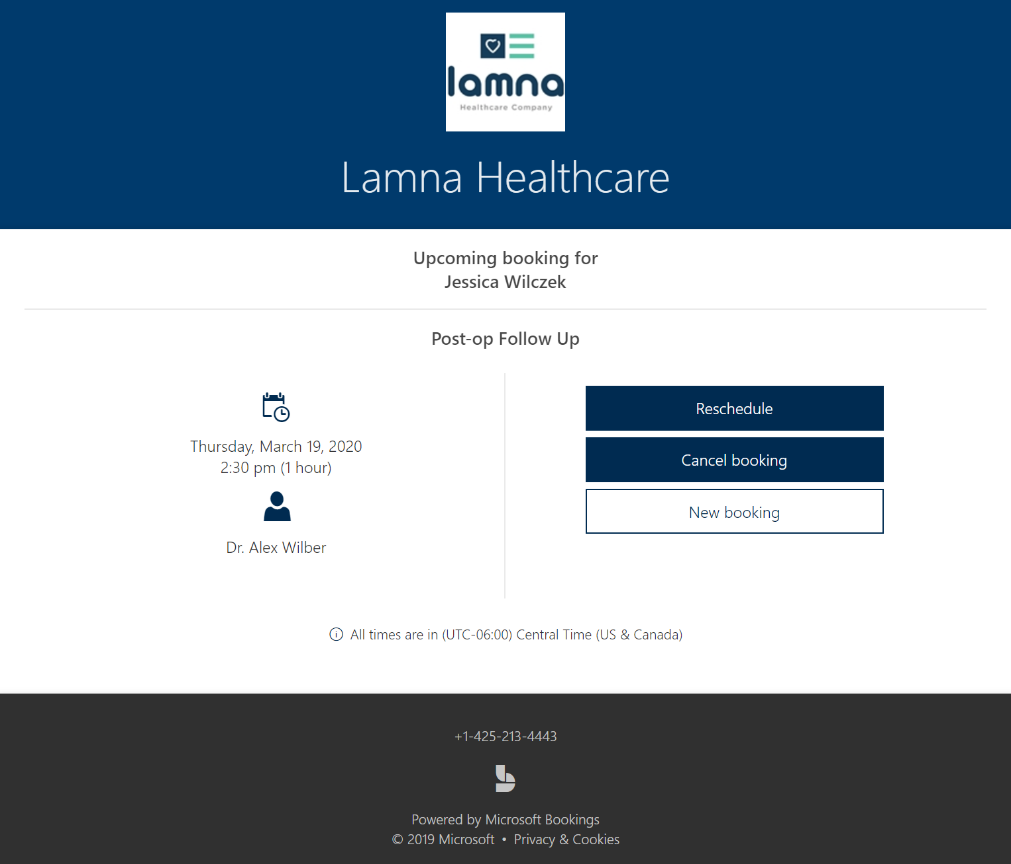 lamna
Healthcare Company
Lamna Healthcare
Upcoming booking for
Jessica Wilczek
Post-op Follow Up
Thursday, March 19, 2020
2:30 pm (1 hour)
Dr. Alex Wilber
Reschedule
Cancel booking
New booking
All times are in (UTC-06:00) Central Time (US & Canada)
+1-425-213-4443
Powered by Microsoft Bookings
© 2019 Microsoft • Privacy & Cookies